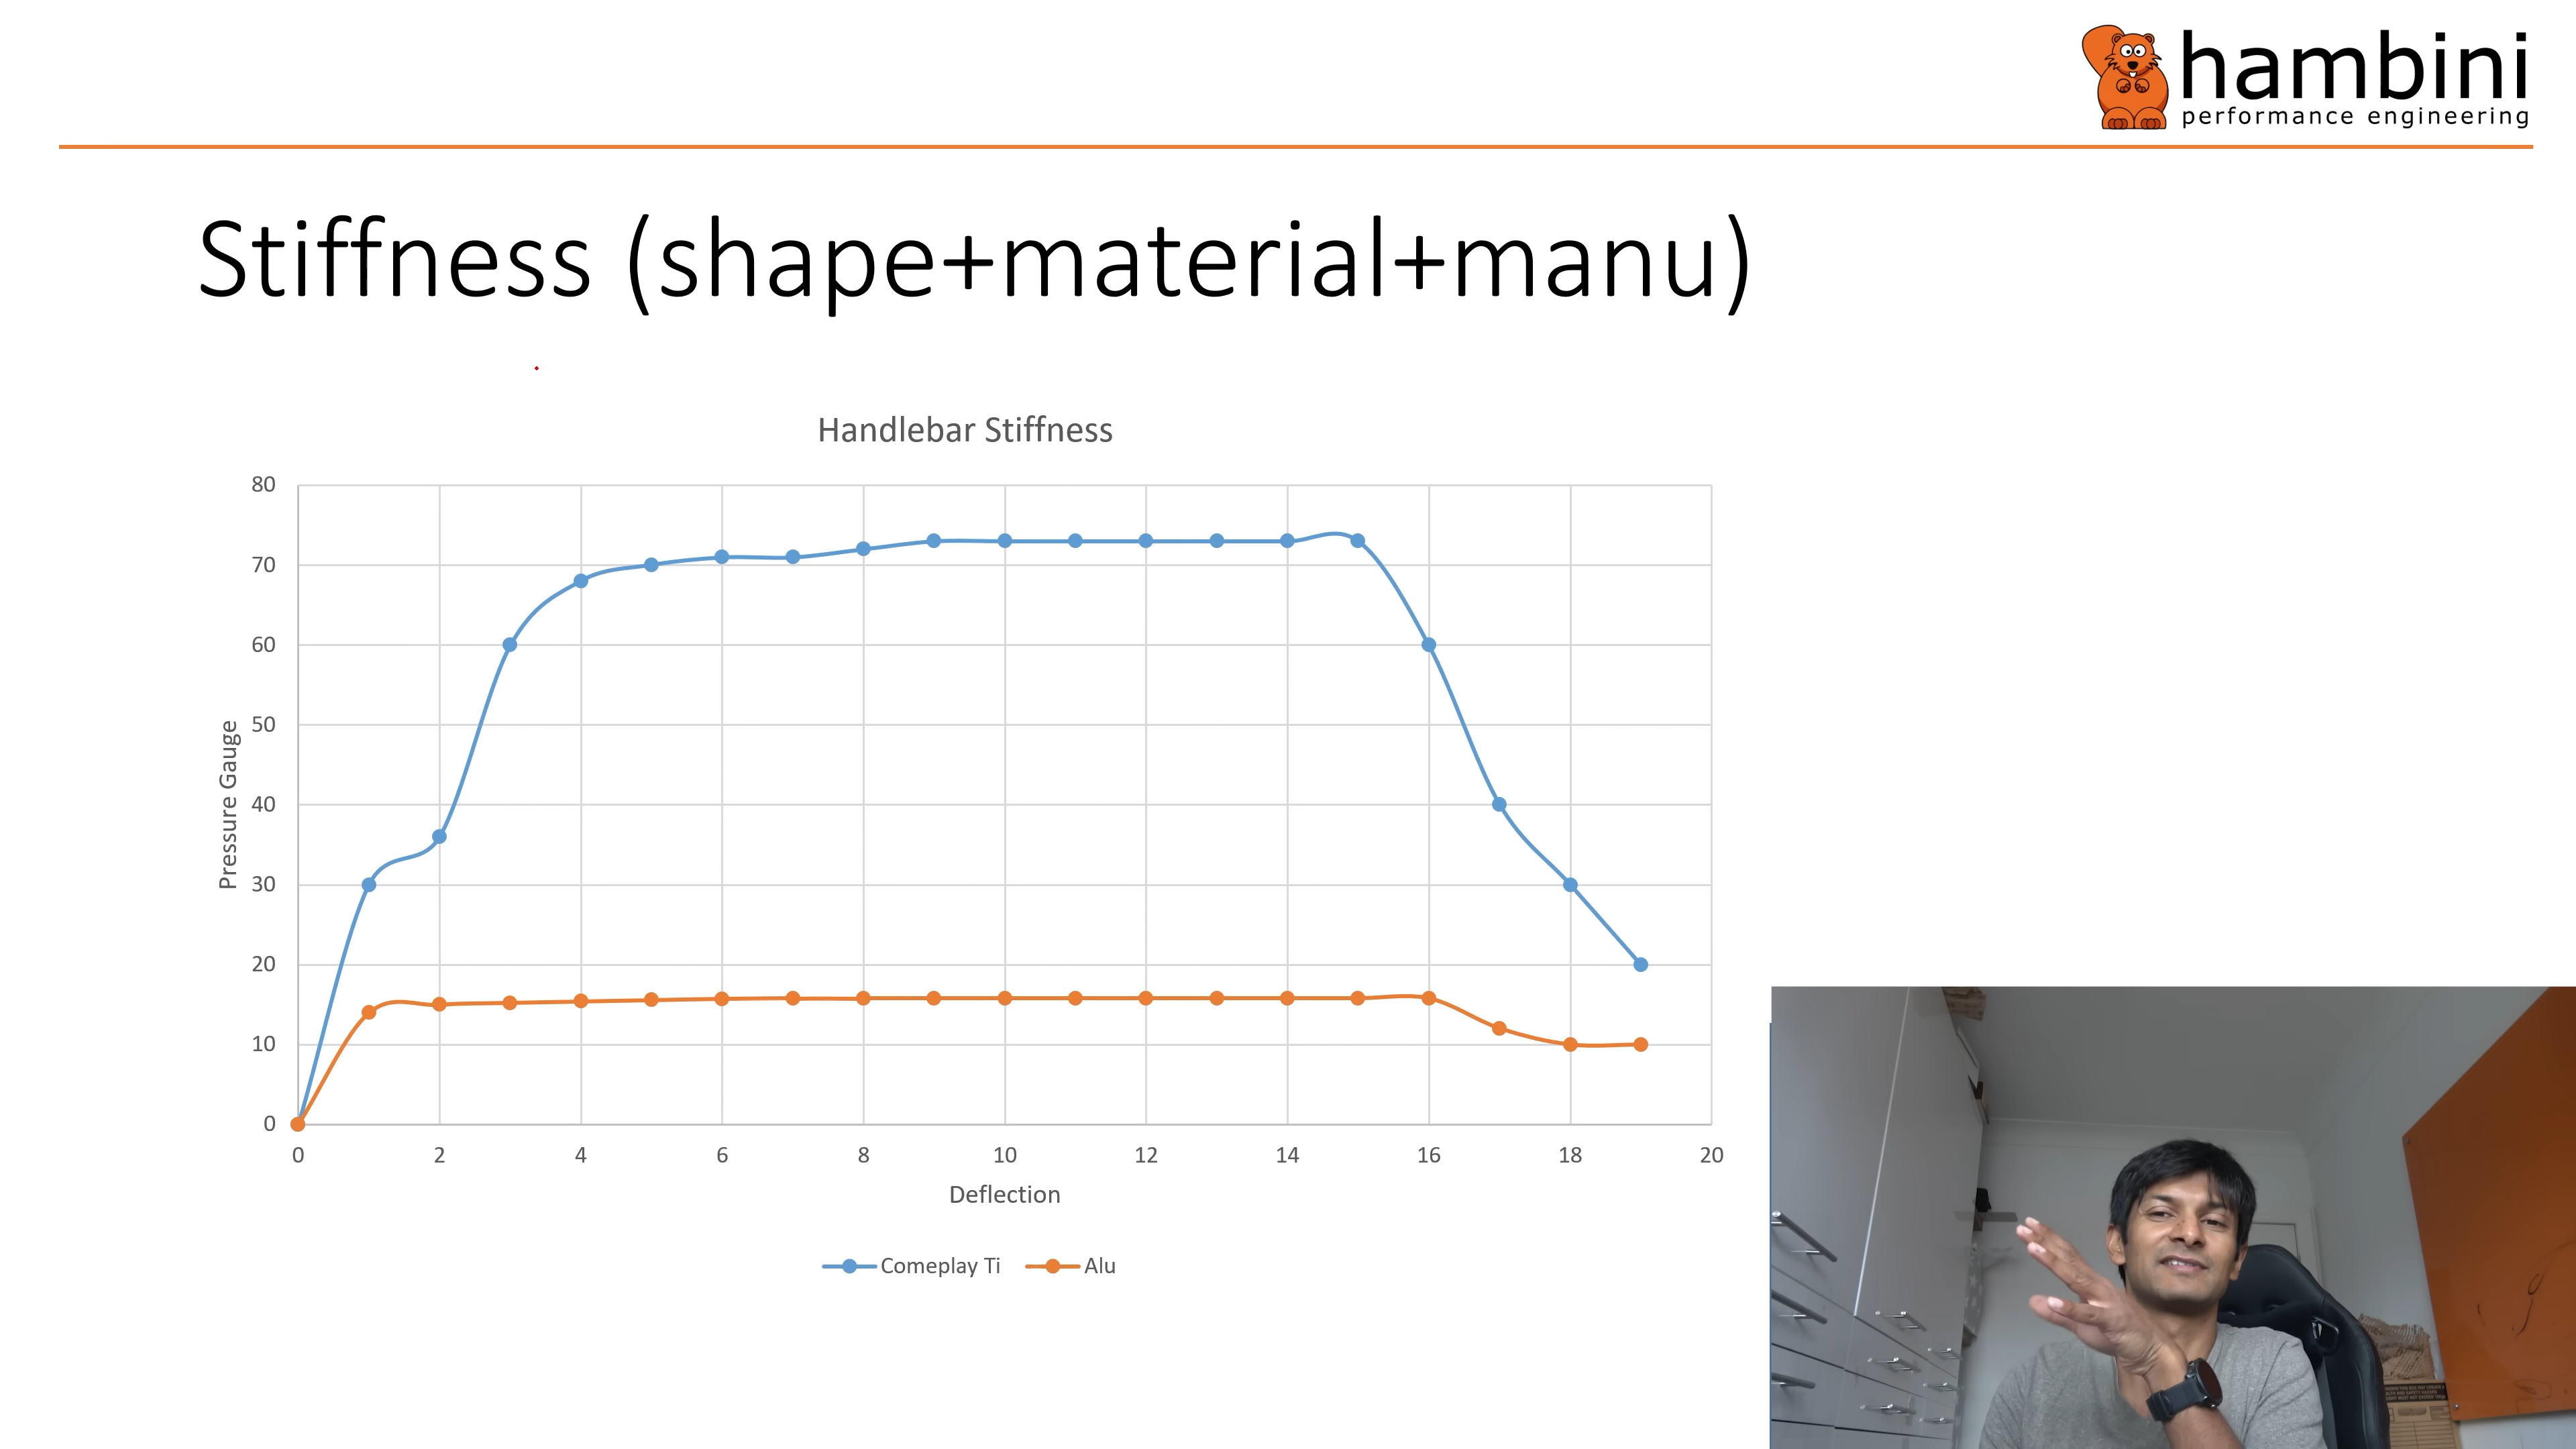 hambini
performance engineering
Stiffness (shape+material+manu)
Handlebar Stiffness
80
70
60
50
40
30
20
10
0
Pressure Gauge
0 2 4 6 8 10 12 14 16 18 20
Deflection
Comeplay Ti Alu